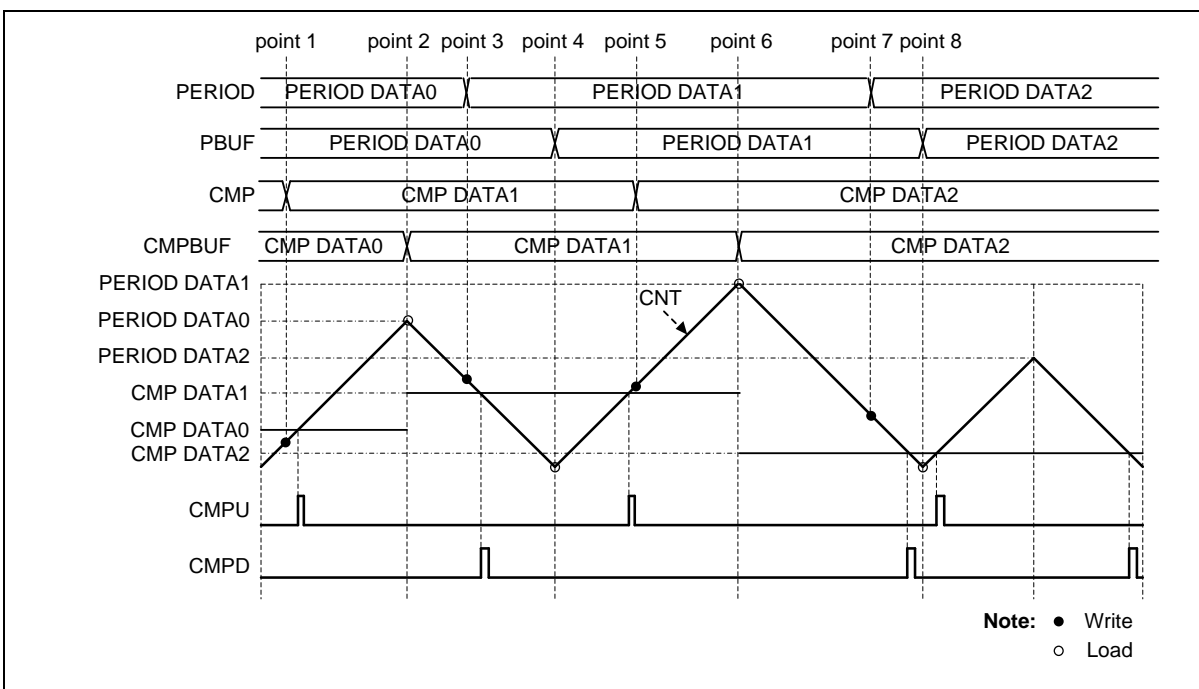 point 1 point 2 point 3 point 4 point 5 point 6 point 7 point 8
PERIOD PERIOD DATA0 PERIOD DATA1 PERIOD DATA2
PBUF PERIOD DATA0 PERIOD DATA1 PERIOD DATA2
CMP CMP DATA1 CMP DATA2
CMPBUF CMP DATA0 CMP DATA1 CMP DATA2
PERIOD DATA1
CNT
PERIOD DATA0
PERIOD DATA2
CMP DATA1
CMP DATA0
CMP DATA2
CMPU
CMPD
Note: ● Write
○ Load